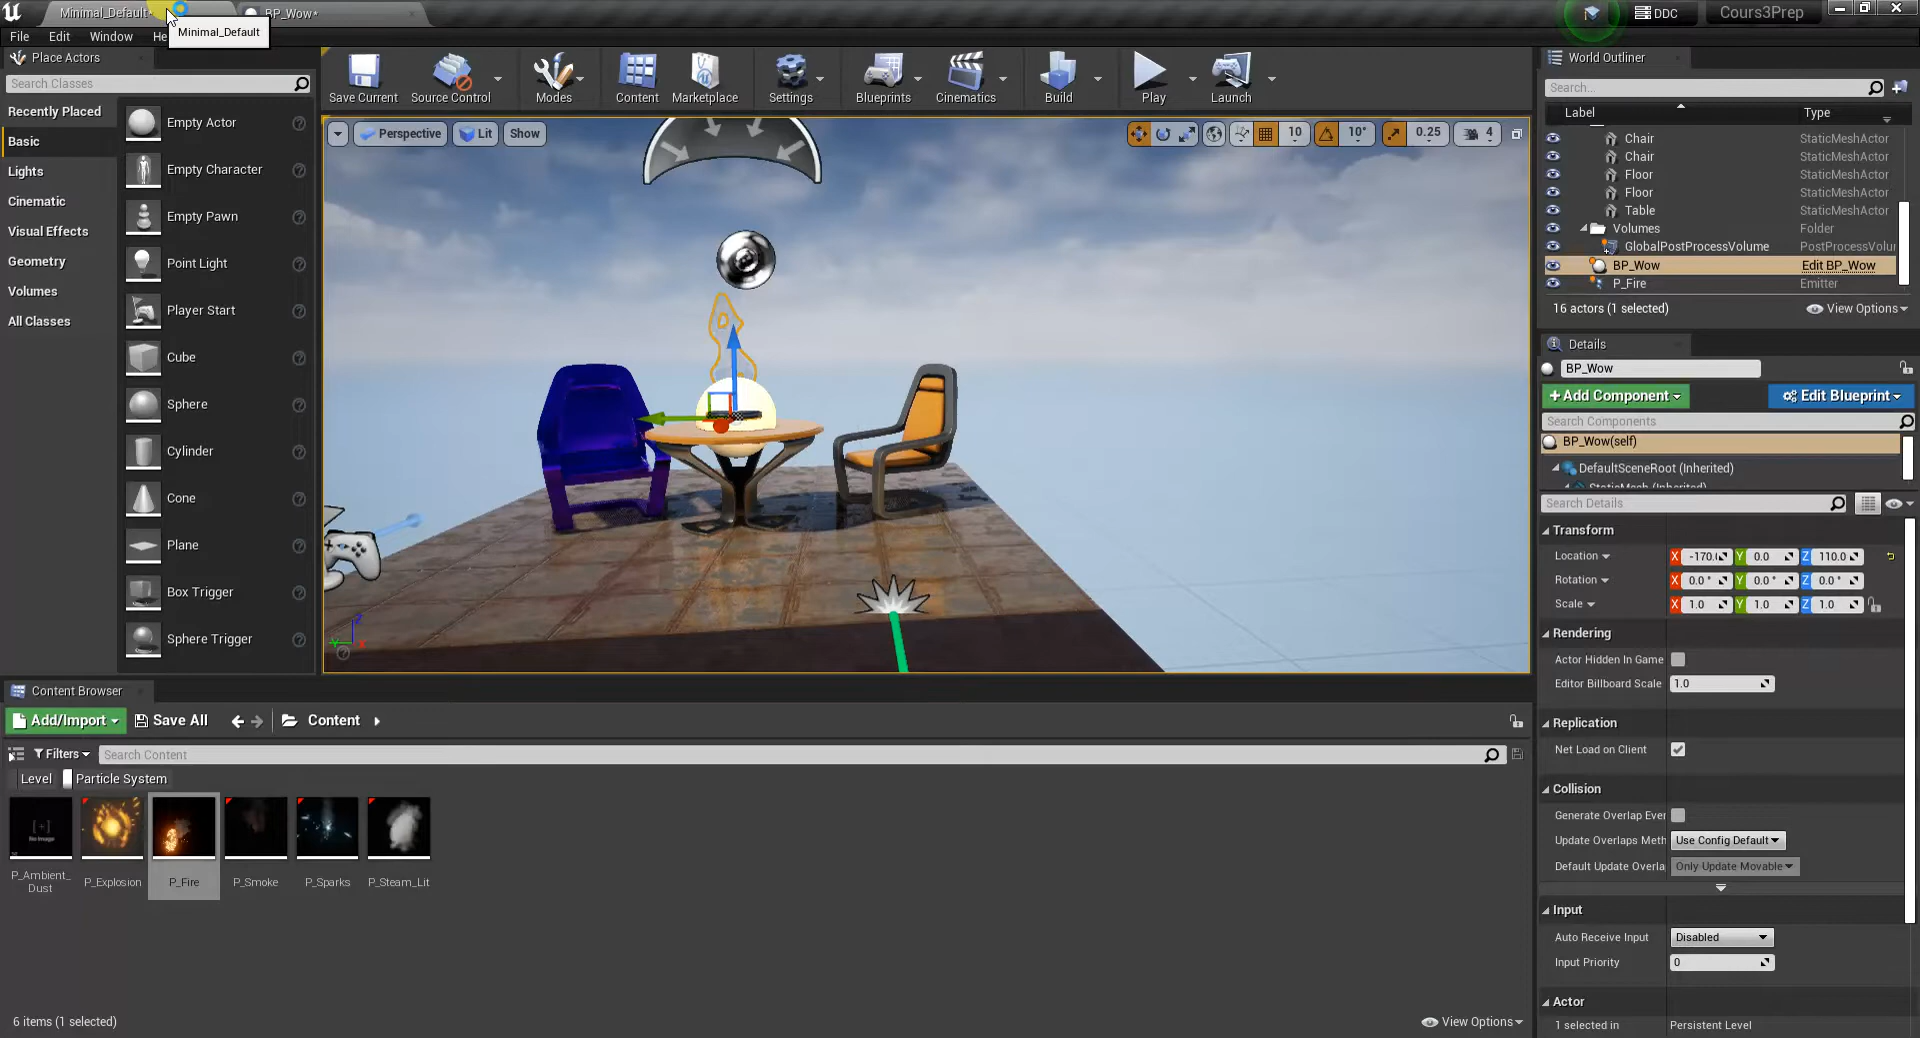 Minimal_Default
BP_Wow*
DDC
Cours3Prep
File
Edit
Window
He
Minimal_Default
Place Actors
Search Classes
Recently Placed
Basic
Lights
Cinematic
Visual Effects
Geometry
Volumes
All Classes
Empty Actor
Empty Character
Empty Pawn
Point Light
Player Start
Cube
Sphere
Cylinder
Cone
Plane
Box Trigger
Sphere Trigger
Save Current
Source Control
Modes
Content
Marketplace
Settings
Blueprints
Cinematics
Build
Play
Launch
Perspective
Lit
Show
10
10°
0.25
4
World Outliner
Search...
Label
Type
Chair StaticMeshActor
Chair StaticMeshActor
Floor StaticMeshActor
Floor StaticMeshActor
Table StaticMeshActor
Volumes Folder
GlobalPostProcessVolume PostProcessVolu
BP_Wow Edit BP_Wow
P_Fire Emitter
16 actors (1 selected)
View Options
Details
BP_Wow
+Add Component
Edit Blueprint
Search Components
BP_Wow(self)
DefaultSceneRoot (Inherited)
StaticMesh (Inherited)
Search Details
Transform
Location X -170.( Y 0.0 Z 110.0
Rotation X 0.0 ° Y 0.0 ° Z 0.0 °
Scale X 1.0 Y 1.0 Z 1.0
Rendering
Actor Hidden In Game
Editor Billboard Scale 1.0
Replication
Net Load on Client
Collision
Generate Overlap Ever
Update Overlaps Meth Use Config Default
Default Update Overla Only Update Movable
Input
Auto Receive Input Disabled
Input Priority 0
Actor
1 selected in Persistent Level
Content Browser
Add/Import
Save All
Content
Filters
Search Content
Level
Particle System
P_Ambient_
Dust
P_Explosion
P_Fire
P_Smoke
P_Sparks
P_Steam_Lit
6 items (1 selected)
View Options